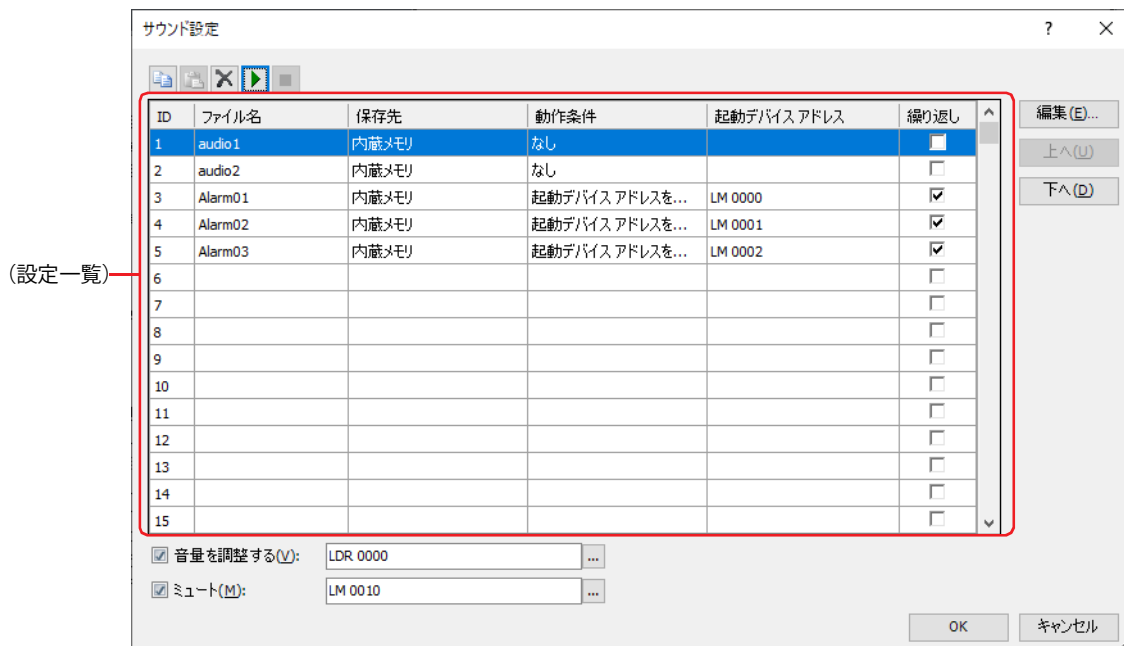 サウンド設定 ?
ID ファイル名 保存先 動作条件 起動デバイス アドレス 繰り返し
1 audio1 内蔵メモリ なし
2 audio2 内蔵メモリ なし
3 Alarm01 内蔵メモリ 起動デバイス アドレスを... LM 0000
4 Alarm02 内蔵メモリ 起動デバイス アドレスを... LM 0001
5 Alarm03 内蔵メモリ 起動デバイス アドレスを... LM 0002
6
7
8
9
10
11
12
13
14
15
編集(E)...
上へ(U)
下へ(D)
(設定一覧)
音量を調整する(V): LDR 0000 ...
ミュート(M): LM 0010 ...
OK キャンセル